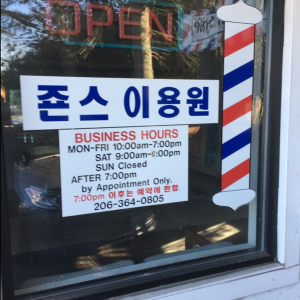 OPEN
죤스 이용원
BUSINESS HOURS
MON-FRI 10:00am-7:00pm
SAT 9:00am-6:00pm
SUN Closed
AFTER 7:00pm
by Appointment Only.
7:00pm 이후는 예약에 한함.
206-364-0805